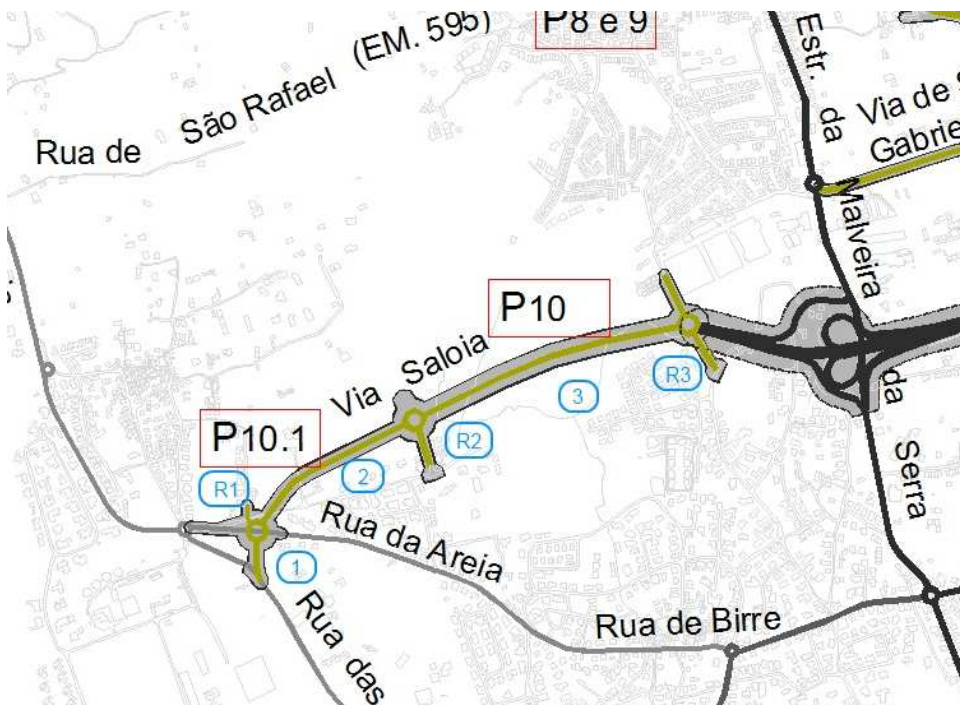 P8 e 9
(EM. 595)
São Rafael
Rua de
Estr. da
Via de
Malveira
P10
Via Saloia
R3
3
da
P10.1
R2
2
R1
Serra
Rua da Areia
1
Rua das
Rua de Birre